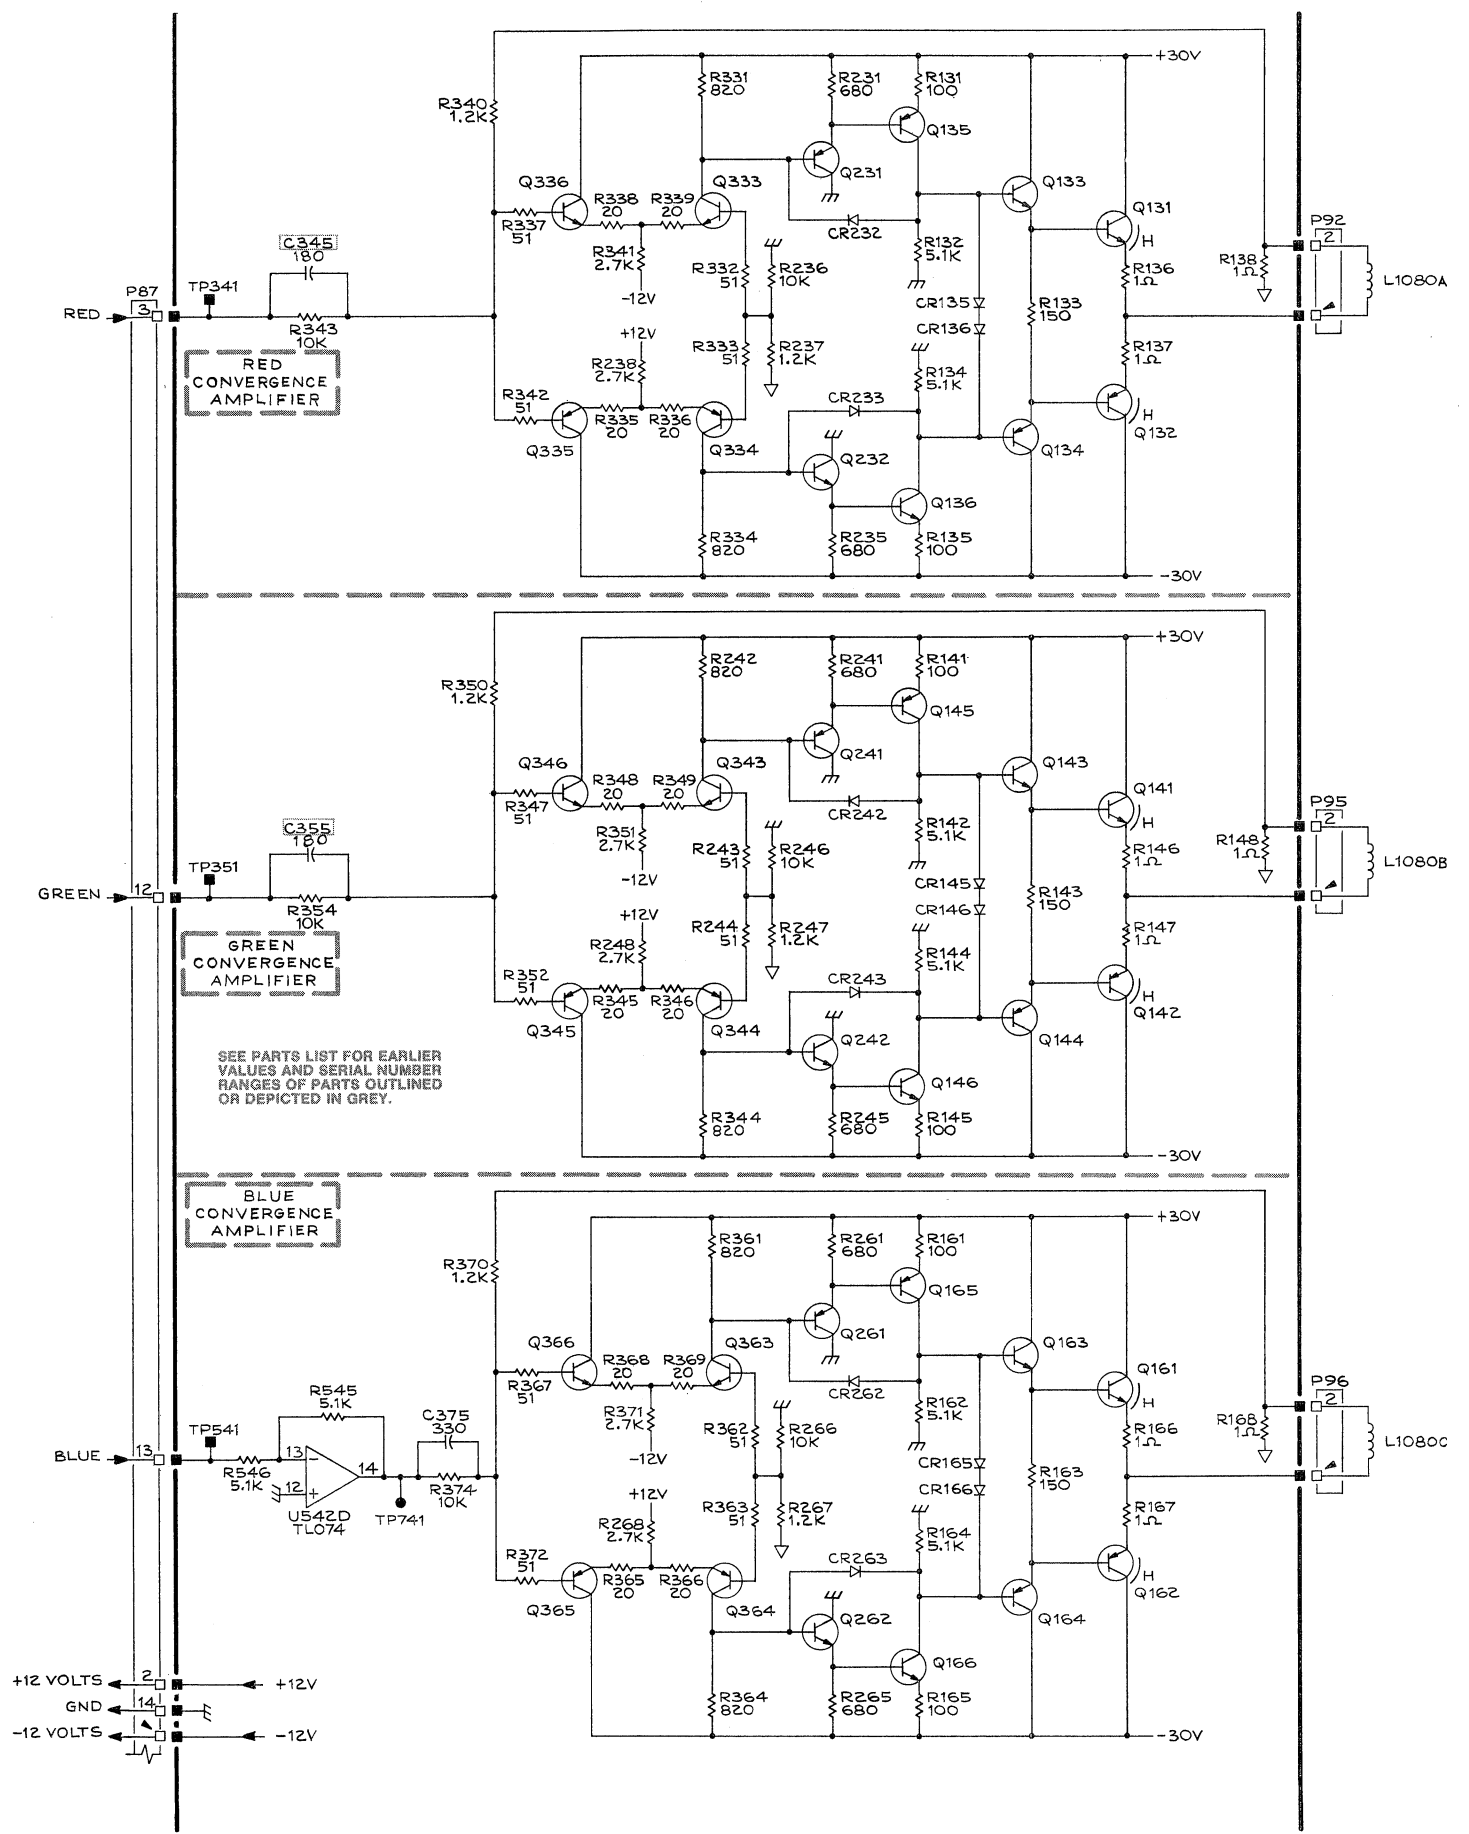 +30V
R331
820
R231
680
R131
100
R340
1.2K
Q135
Q231
Q336
R338
20
R339
20
Q333
Q133
Q131
H
R337
51
CR232
P92
2
C345
180
R341
2.7K
R332
51
R236
10K
R132
5.1K
R138
1Ω
R136
1Ω
L1080A
P87
3
TP341
-12V
CR135
R133
150
RED
R343
10K
+12V
CR136
R333
51
R237
1.2K
R137
1Ω
RED
CONVERGENCE
AMPLIFIER
R238
2.7K
R134
5.1K
R342
51
CR233
R335
20
R336
20
H
Q132
Q335
Q334
Q232
Q134
Q136
R334
820
R235
680
R135
100
-30V
+30V
R242
820
R241
680
R141
100
R350
1.2K
Q145
Q241
Q346
R348
20
R349
20
Q343
Q143
Q141
H
R347
51
CR242
P95
2
C355
180
R351
2.7K
R243
51
R246
10K
R142
5.1K
R148
1Ω
R146
1Ω
L1080B
TP351
-12V
CR145
R143
150
GREEN
12
R354
10K
+12V
CR146
R244
51
R247
1.2K
R147
1Ω
GREEN
CONVERGENCE
AMPLIFIER
R248
2.7K
R144
5.1K
R352
51
CR243
R345
20
R346
20
H
Q142
Q345
Q344
Q242
Q144
SEE PARTS LIST FOR EARLIER
VALUES AND SERIAL NUMBER
RANGES OF PARTS OUTLINED
OR DEPICTED IN GREY.
Q146
R344
820
R245
680
R145
100
-30V
BLUE
CONVERGENCE
AMPLIFIER
+30V
R361
820
R261
680
R161
100
R370
1.2K
Q165
Q261
Q366
R368
20
R369
20
Q363
Q163
Q161
H
R367
51
CR262
P96
2
R545
5.1K
C375
330
R371
2.7K
R362
51
R266
10K
R162
5.1K
R168
1Ω
R166
1Ω
L1080C
TP541
BLUE
13
13
-
14
-12V
CR165
R163
150
R546
5.1K
12
+
U542D
TL074
R374
10K
TP741
+12V
CR166
R363
51
R267
1.2K
R167
1Ω
R268
2.7K
R164
5.1K
R372
51
CR263
R365
20
R366
20
H
Q162
Q365
Q364
Q262
Q164
Q166
+12 VOLTS
2
+12V
GND
14
R364
820
R265
680
R165
100
-12 VOLTS
-12V
-30V